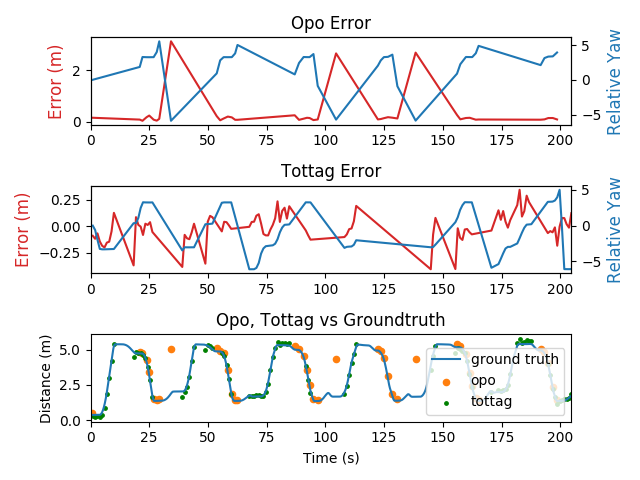 Opo Error
Error (m)
2
0
5
0
−5
Relative Yaw
0 25 50 75 100 125 150 175 200
Tottag Error
Error (m)
0.25
0.00
−0.25
5
0
−5
Relative Yaw
0 25 50 75 100 125 150 175 200
Opo, Tottag vs Groundtruth
Distance (m)
5.0
2.5
0.0
ground truth
opo
tottag
0 25 50 75 100 125 150 175 200
Time (s)